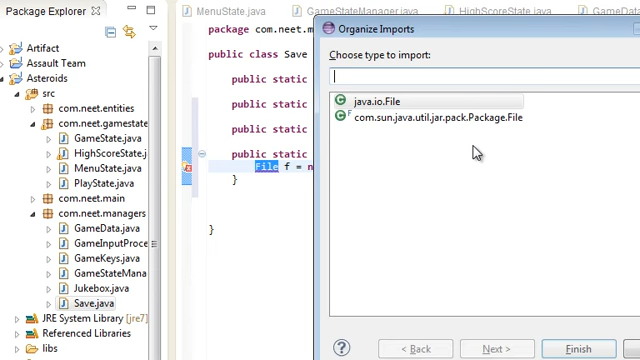 Package Explorer
Artifact
Assault Team
Asteroids
src
com.neet.entities
com.neet.gamestate
GameState.java
HighScoreState.java
MenuState.java
PlayState.java
com.neet.main
com.neet.managers
GameData.java
GameInputProce
GameKeys.java
GameStateMana
Jukebox.java
Save.java
JRE System Library [jre7]
Referenced Libraries
libs
MenuState.java
GameStateManager.java
HighScoreState.java
GameData
package com.neet.m
public class Save
public static
public static
public static
public static
File f = n
}
}
Organize Imports
Choose type to import:
java.io.File
com.sun.java.util.jar.pack.Package.File
< Back
Next >
Finish